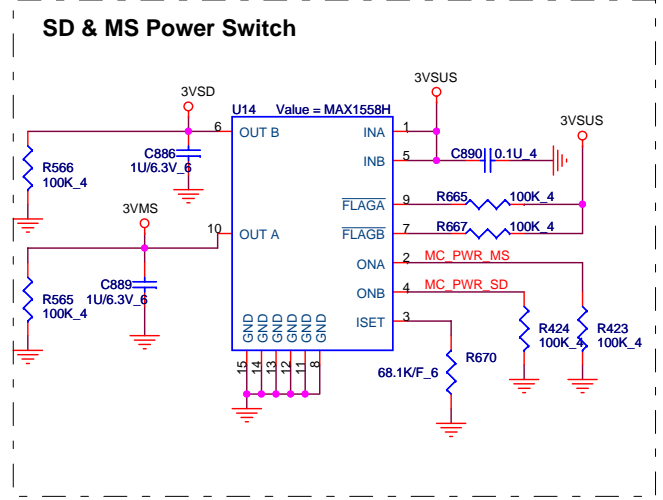 SD & MS Power Switch
3VSD
3VSUS
3VSUS
U14 Value = MAX1558H
6 OUT B
INA 1
C886
1U/6.3V_6
INB 5
C890 0.1U_4
R566
100K_4
FLAGA 9
R665 100K_4
3VMS
FLAGB 7
R667 100K_4
10 OUT A
ONA 2 MC_PWR_MS
ONB 4 MC_PWR_SD
C889
1U/6.3V_6
R565
100K_4
ISET 3
R424
100K_4
R423
100K_4
GND GND GND GND GND GND
15 14 13 12 11 8
R670
68.1K/F_6